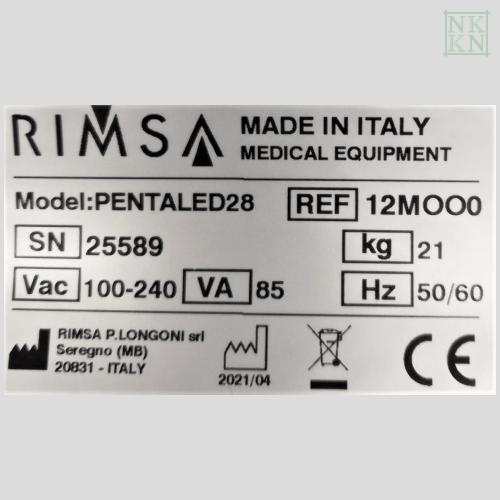 NK
KN
RIMSA
MADE IN ITALY
MEDICAL EQUIPMENT
Model:PENTALED28 REF 12MOO0
SN 25589 kg 21
Vac 100-240 VA 85 Hz 50/60
RIMSA P.LONGONI srl
Seregno (MB)
20831 - ITALY
2021/04
CE